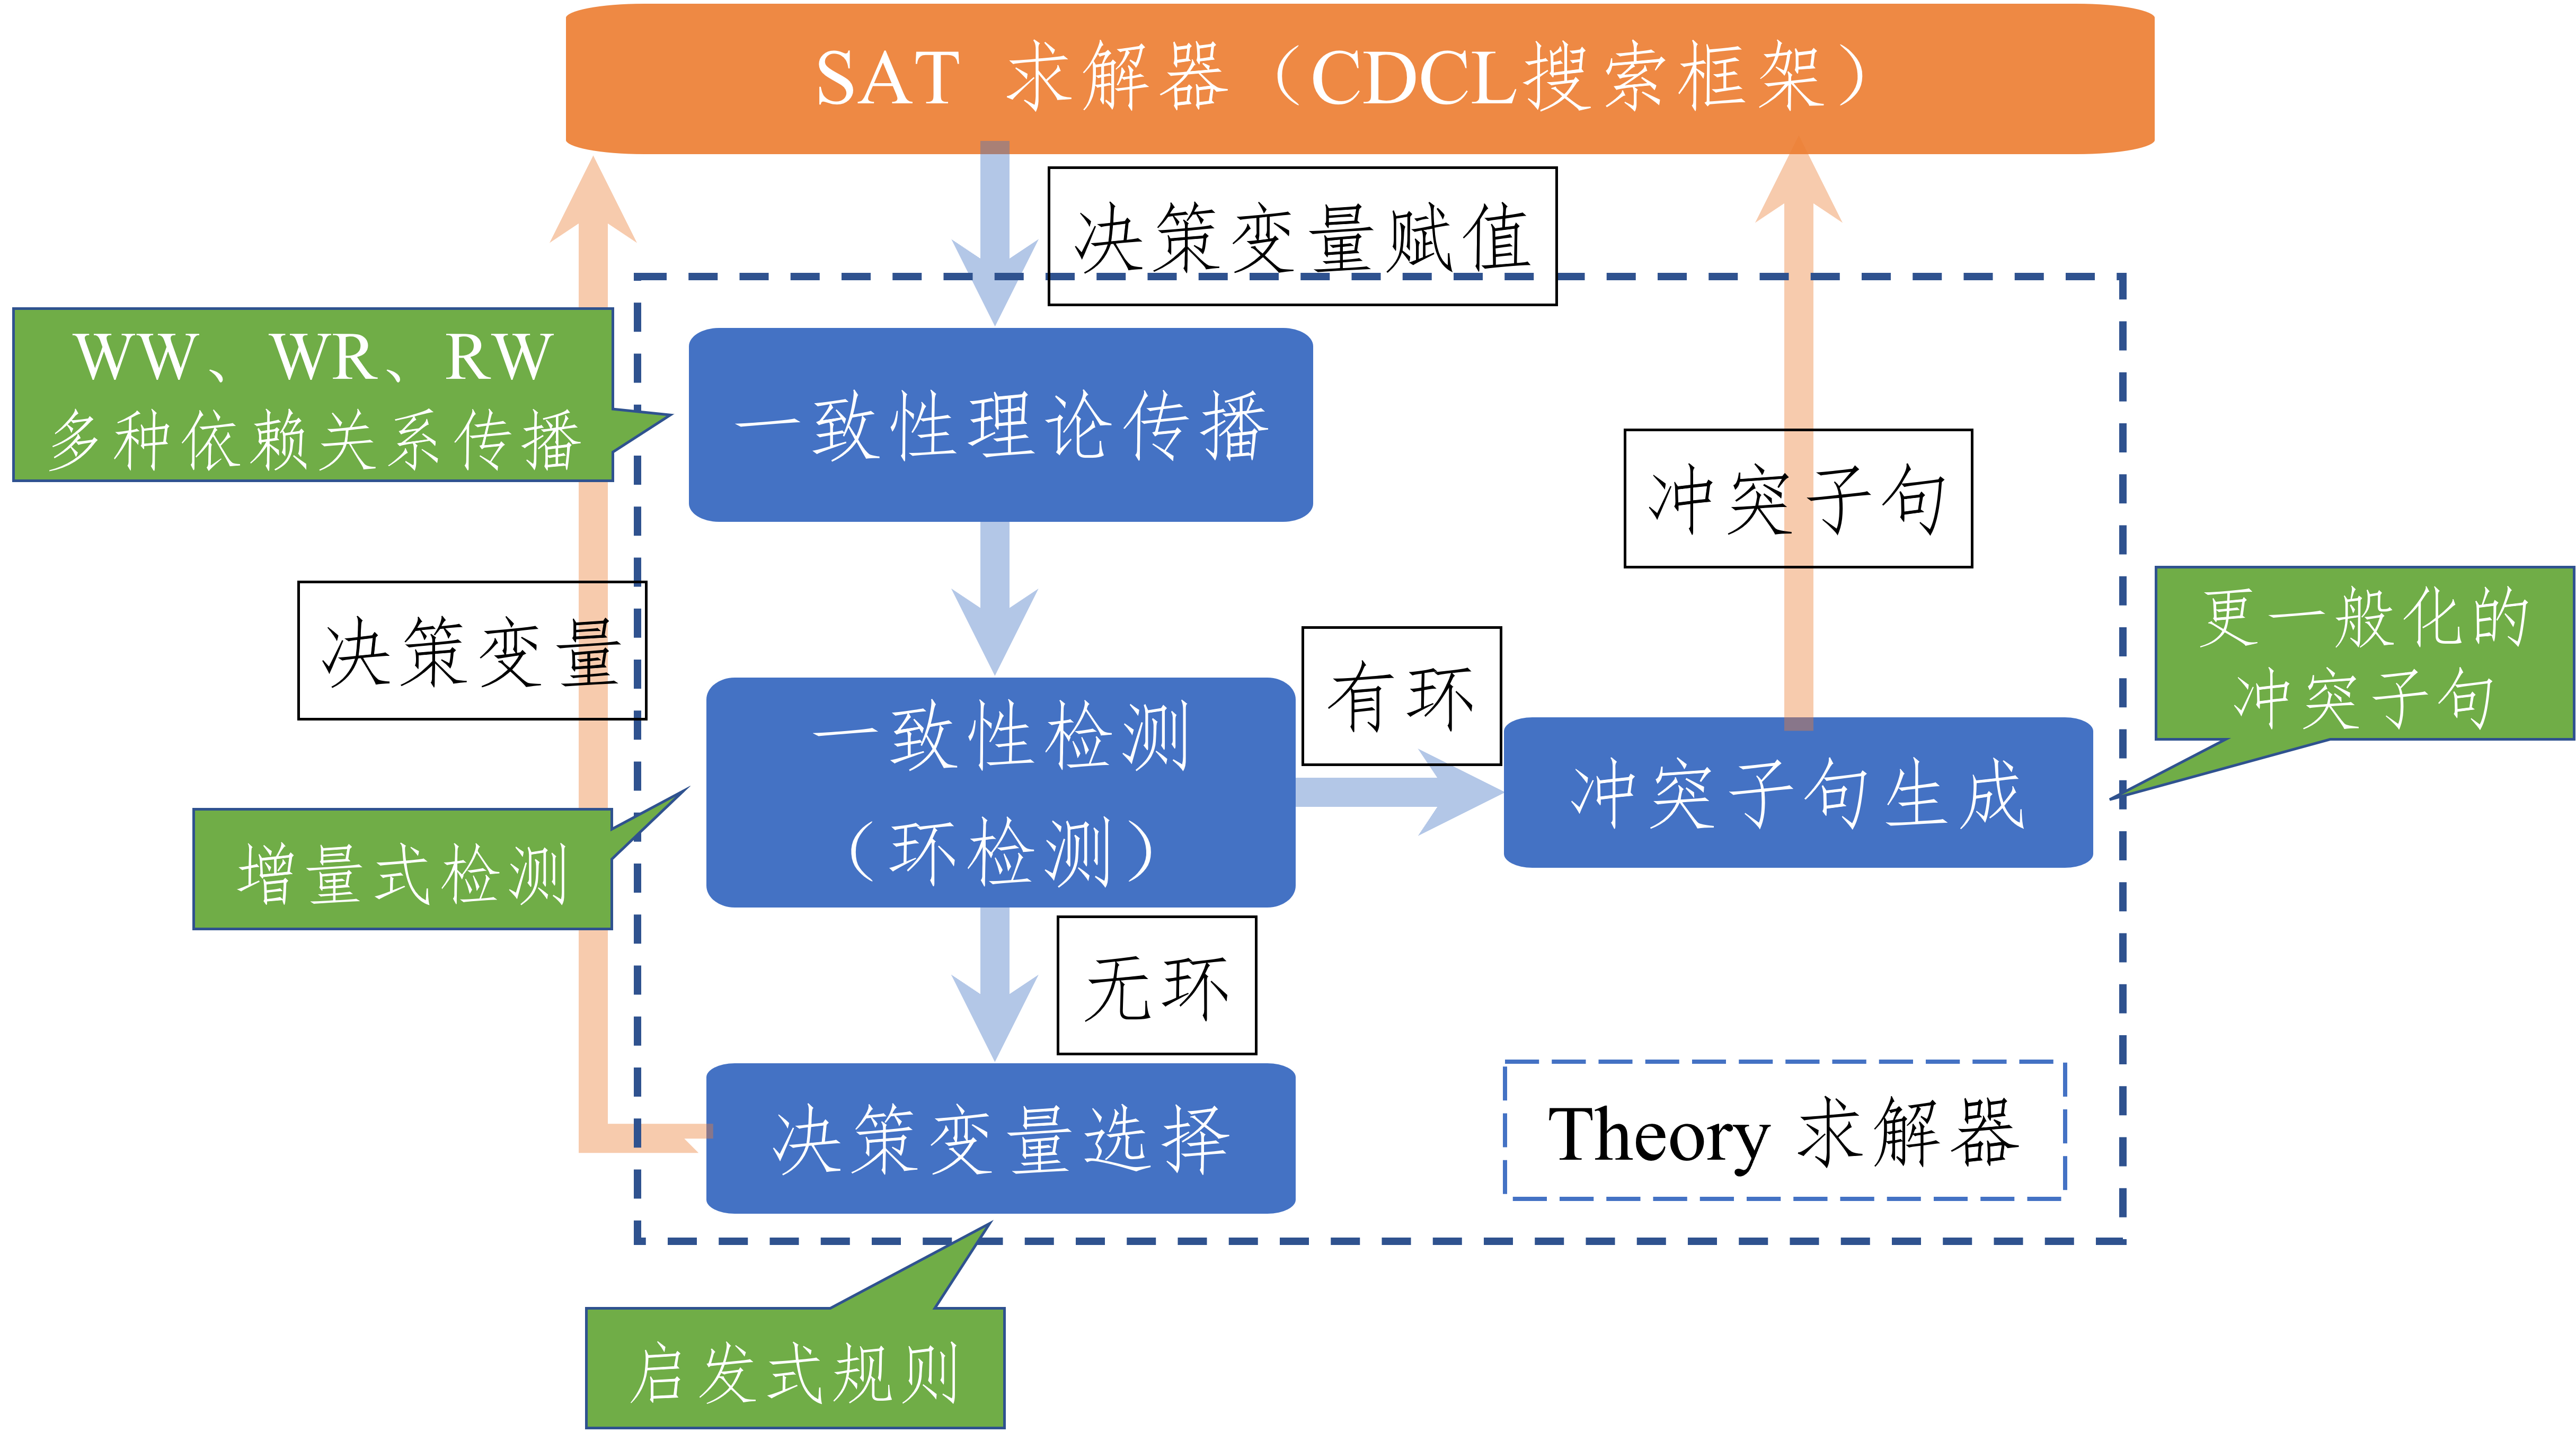 SAT 求解器（CDCL搜索框架）
决策变量赋值
WW、WR、RW
多种依赖关系传播
一致性理论传播
冲突子句
决策变量
更一般化的
冲突子句
有环
一致性检测
（环检测）
冲突子句生成
增量式检测
无环
决策变量选择
Theory 求解器
启发式规则